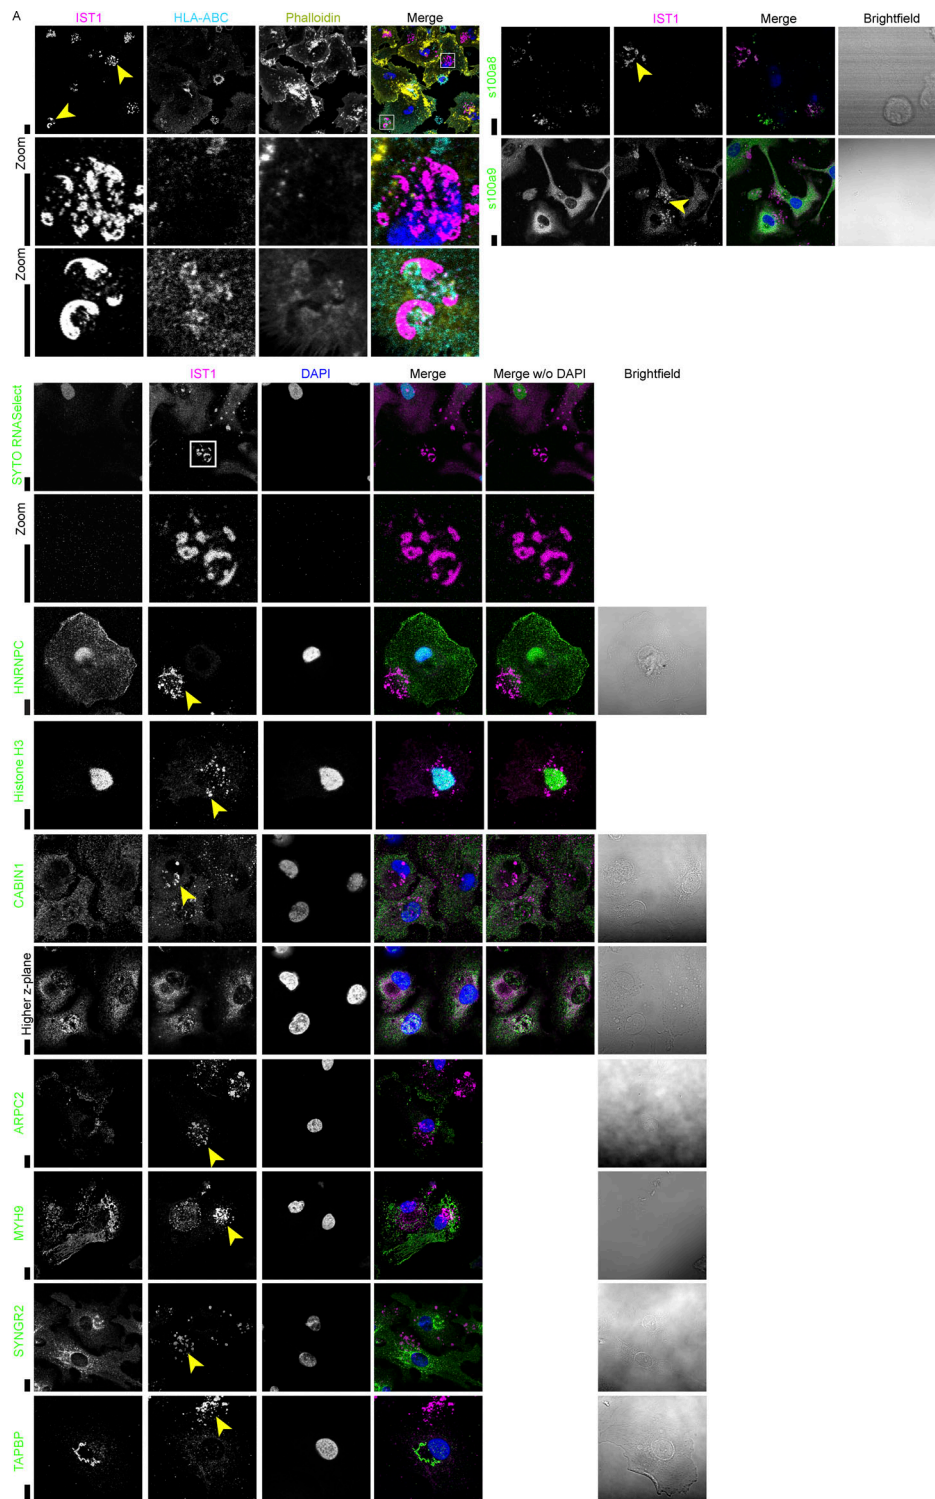 A
IST1 HLA-ABC Phalloidin Merge
Zoom
Zoom
IST1 Merge Brightfield
s100a8
s100a9
IST1 DAPI Merge Merge w/o DAPI Brightfield
SYTO RNASelect
Zoom
HNRNPC
Histone H3
CABIN1
Higher z-plane
ARPC2
MYH9
SYNGR2
TAPBP